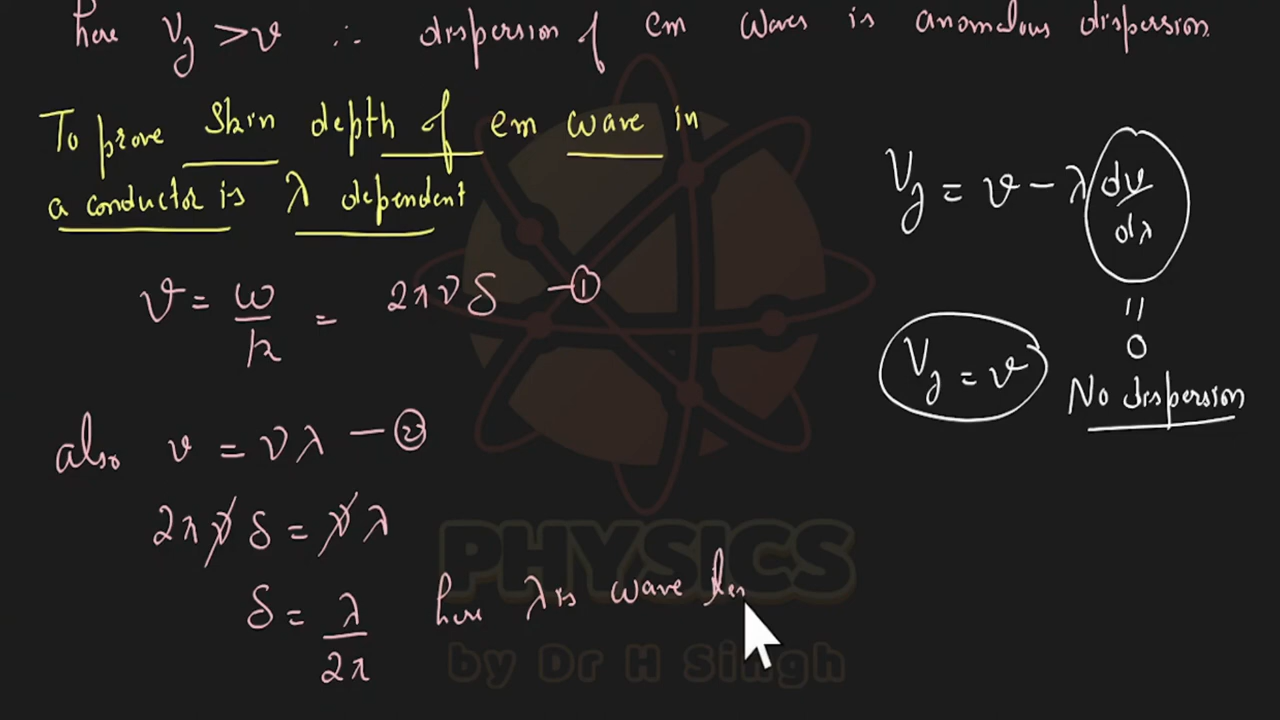 here Vg > v ∴ dispersion of em waves is anomalous dispersion.
To prove skin depth of em wave in
a conductor is λ dependent
v = ω/k = 2πνδ — ①
also v = νλ — ②
2πνδ = νλ
δ = λ/2π here λ is wave len
Vg = v − λ dv/dλ
||
0
Vg = v
No dispersion
PHYSICS
by Dr H Singh